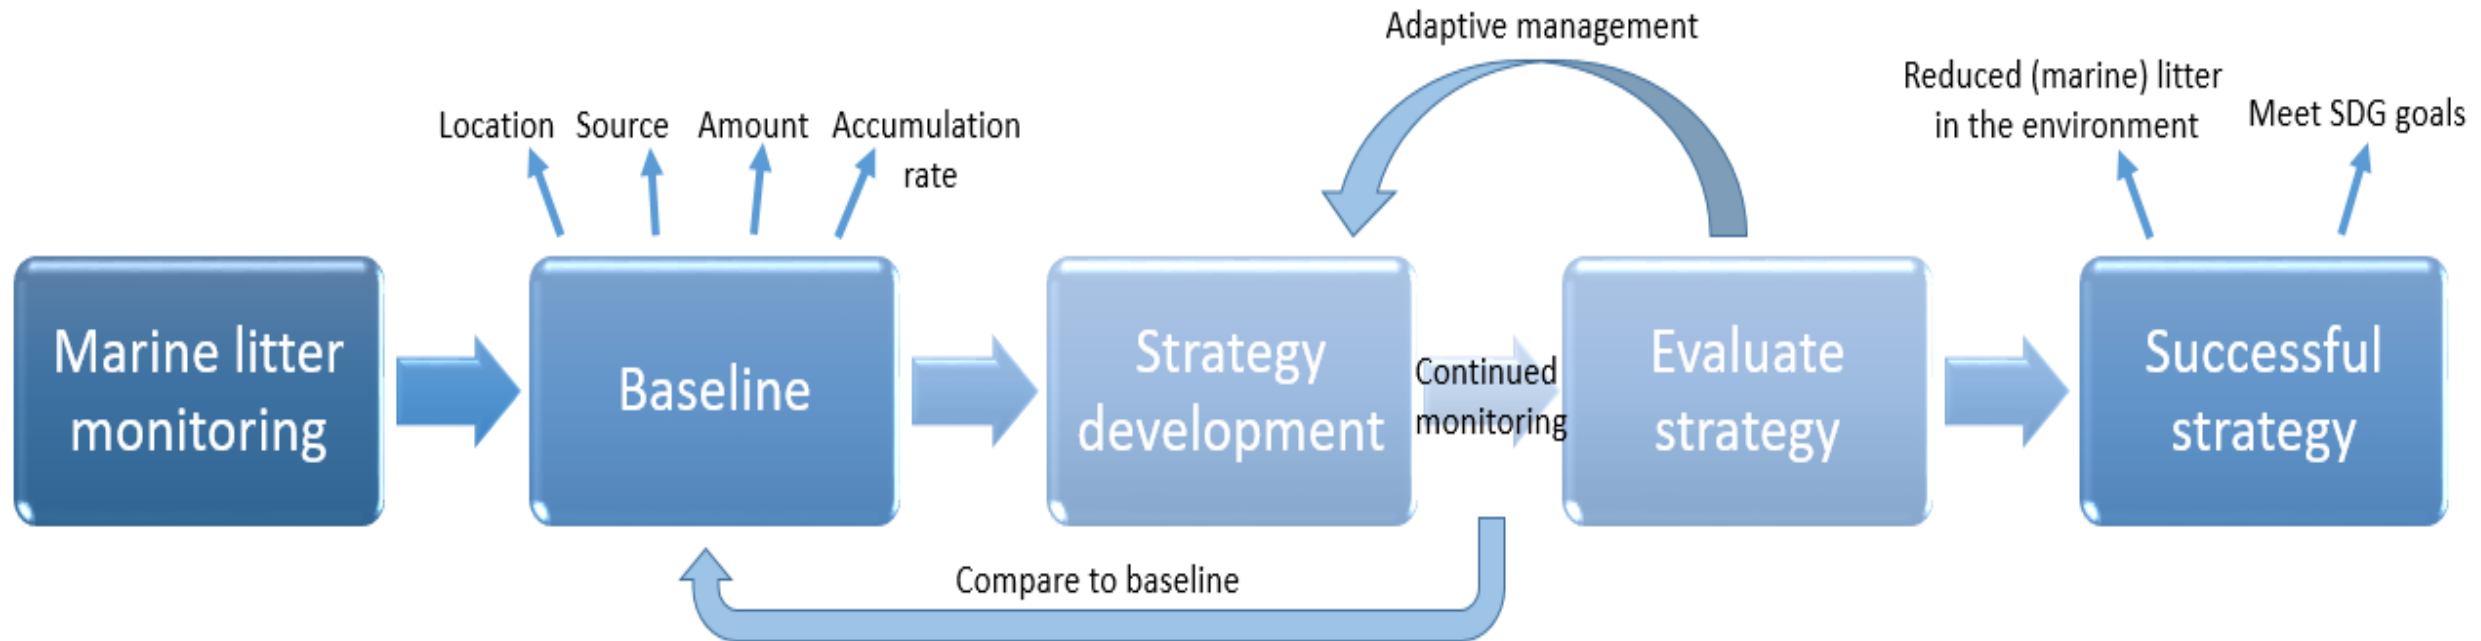 Adaptive management
Location
Source
Amount
Accumulation
rate
Reduced (marine) litter
in the environment
Meet SDG goals
Marine litter
monitoring
Baseline
Strategy
development
Continued
monitoring
Evaluate
strategy
Successful
strategy
Compare to baseline